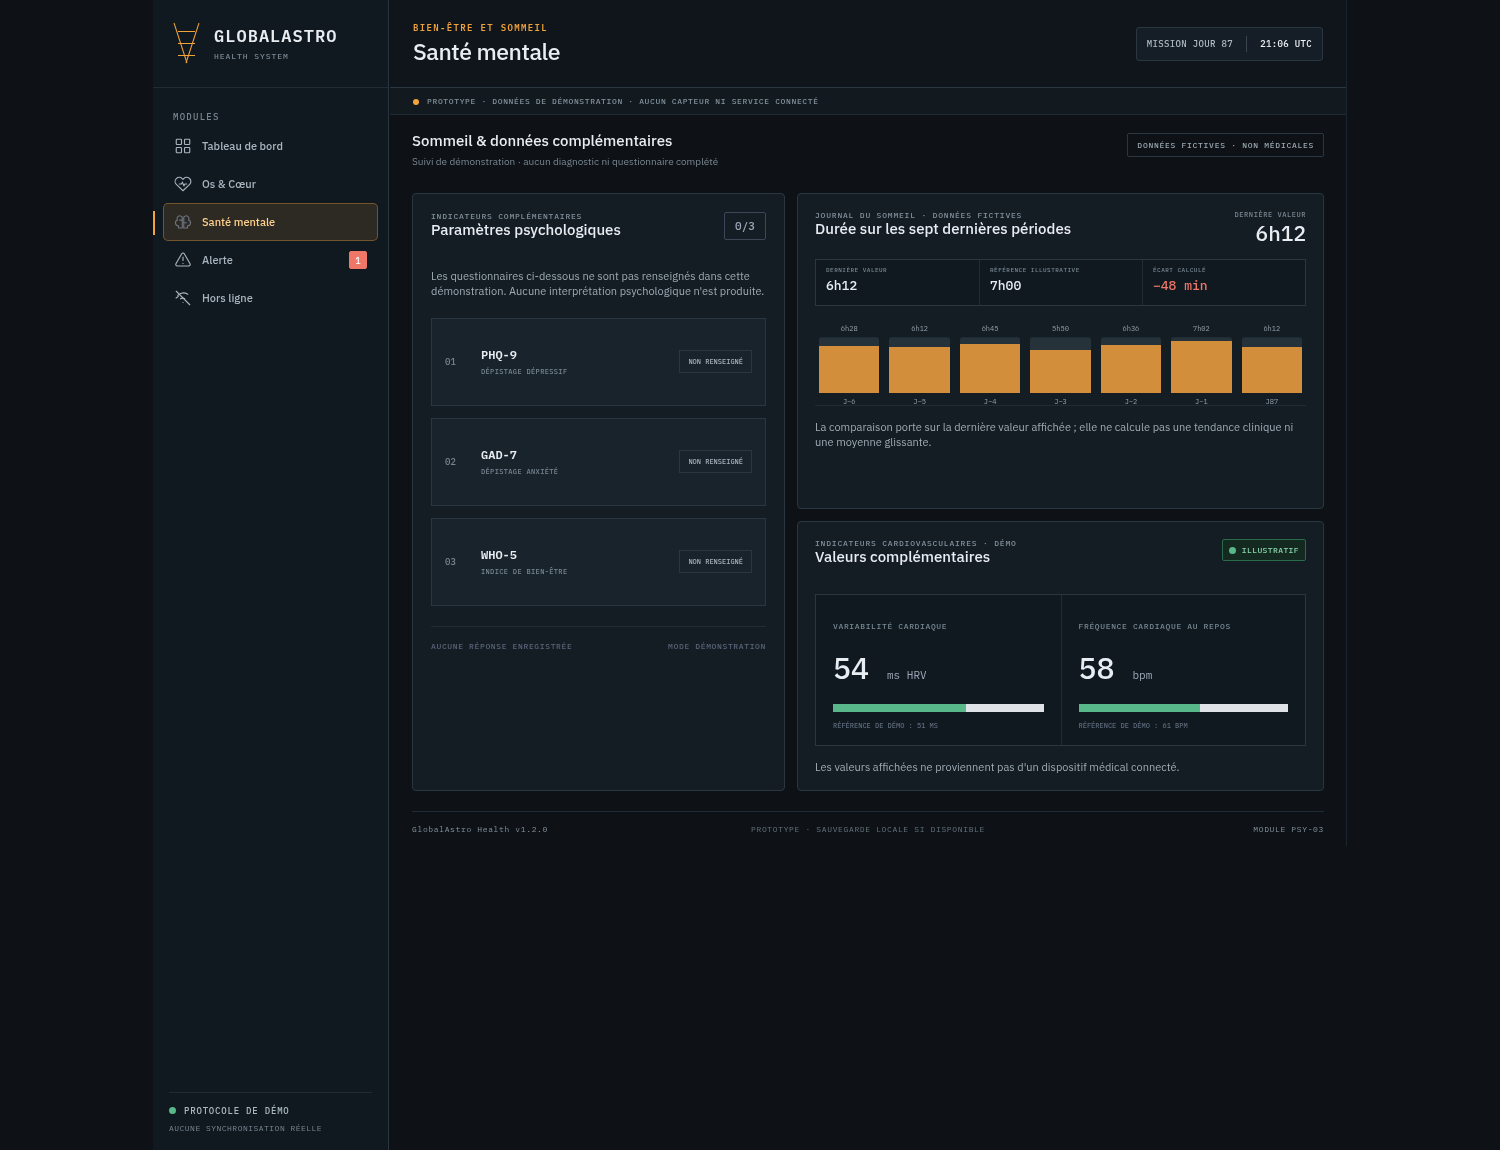 GLOBALASTRO
HEALTH SYSTEM
MODULES
Tableau de bord
Os & Cœur
Santé mentale
Alerte
1
Hors ligne
PROTOCOLE DE DÉMO
AUCUNE SYNCHRONISATION RÉELLE
BIEN-ÊTRE ET SOMMEIL
Santé mentale
MISSION JOUR 87
21:06 UTC
PROTOTYPE · DONNÉES DE DÉMONSTRATION · AUCUN CAPTEUR NI SERVICE CONNECTÉ
Sommeil & données complémentaires
Suivi de démonstration · aucun diagnostic ni questionnaire complété
DONNÉES FICTIVES · NON MÉDICALES
INDICATEURS COMPLÉMENTAIRES
Paramètres psychologiques
0/3
Les questionnaires ci-dessous ne sont pas renseignés dans cette
démonstration. Aucune interprétation psychologique n'est produite.
01
PHQ-9
DÉPISTAGE DÉPRESSIF
NON RENSEIGNÉ
02
GAD-7
DÉPISTAGE ANXIÉTÉ
NON RENSEIGNÉ
03
WHO-5
INDICE DE BIEN-ÊTRE
NON RENSEIGNÉ
AUCUNE RÉPONSE ENREGISTRÉE
MODE DÉMONSTRATION
JOURNAL DU SOMMEIL · DONNÉES FICTIVES
Durée sur les sept dernières périodes
DERNIÈRE VALEUR
6h12
DERNIÈRE VALEUR
6h12
RÉFÉRENCE ILLUSTRATIVE
7h00
ÉCART CALCULÉ
−48 min
6h28 6h12 6h45 5h50 6h36 7h02 6h12
J−6 J−5 J−4 J−3 J−2 J−1 J87
La comparaison porte sur la dernière valeur affichée ; elle ne calcule pas une tendance clinique ni
une moyenne glissante.
INDICATEURS CARDIOVASCULAIRES · DÉMO
Valeurs complémentaires
ILLUSTRATIF
VARIABILITÉ CARDIAQUE
54 ms HRV
RÉFÉRENCE DE DÉMO : 51 MS
FRÉQUENCE CARDIAQUE AU REPOS
58 bpm
RÉFÉRENCE DE DÉMO : 61 BPM
Les valeurs affichées ne proviennent pas d'un dispositif médical connecté.
GlobalAstro Health v1.2.0
PROTOTYPE · SAUVEGARDE LOCALE SI DISPONIBLE
MODULE PSY-03